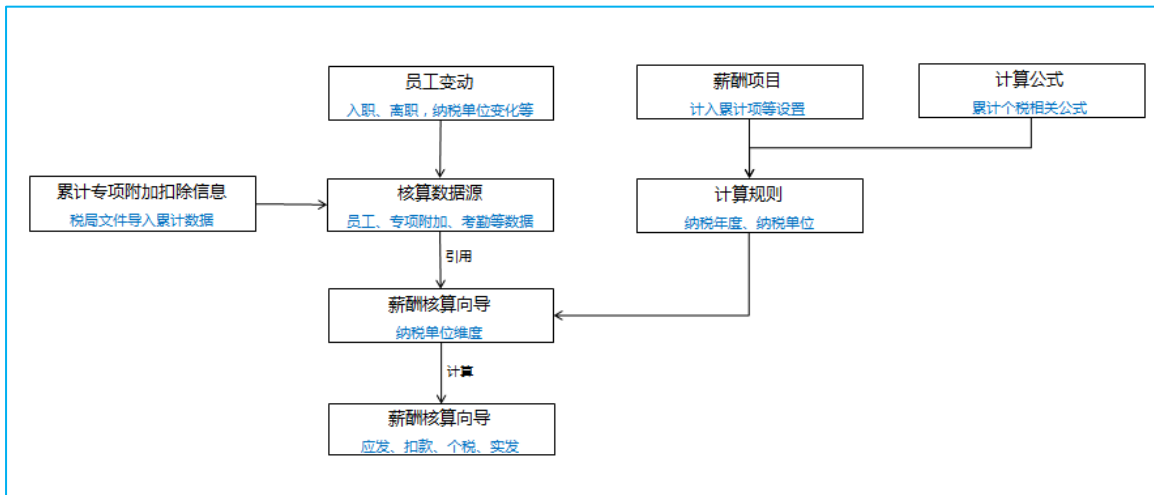 员工变动
入职、离职，纳税单位变化等
薪酬项目
计入累计项等设置
计算公式
累计个税相关公式
累计专项附加扣除信息
税局文件导入累计数据
核算数据源
员工、专项附加、考勤等数据
计算规则
纳税年度、纳税单位
引用
薪酬核算向导
纳税单位维度
计算
薪酬核算向导
应发、扣款、个税、实发